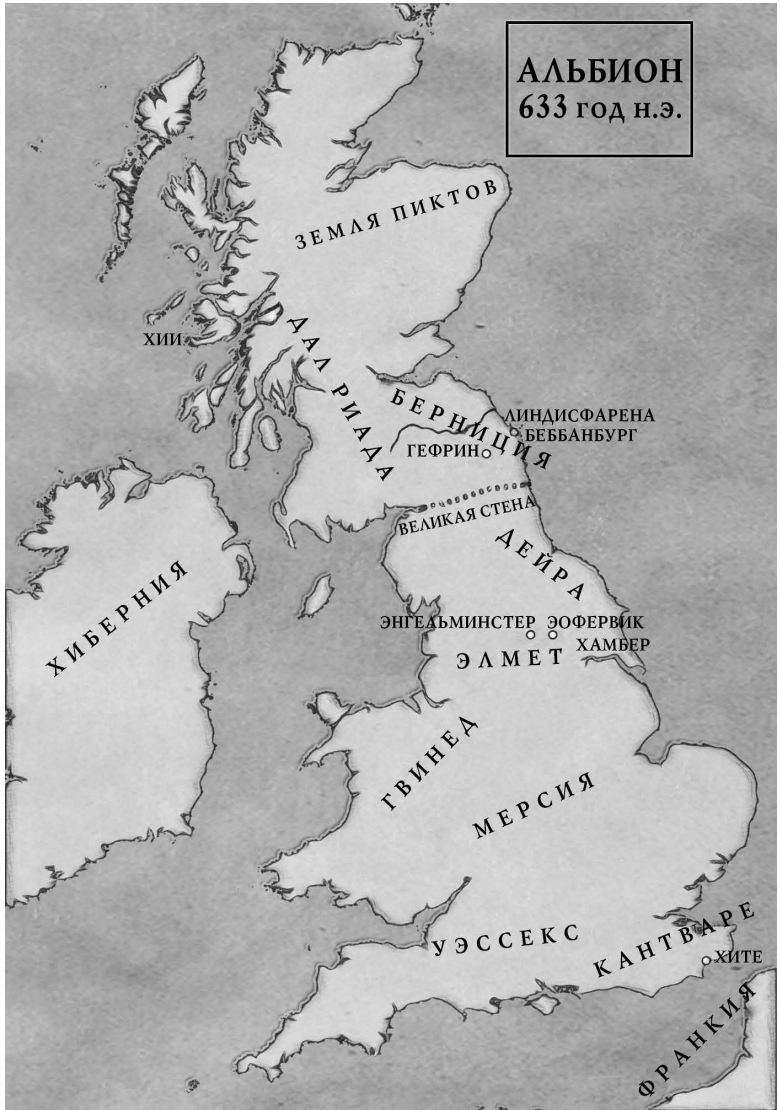 АЛЬБИОН
633 год н.э.
ЗЕМЛЯ ПИКТОВ
ХИИ
ДАЛ РИАДА
БЕРНИЦИЯ
ЛИНДИСФАРЕНА
БЕББАНБУРГ
ГЕФРИН
ВЕЛИКАЯ СТЕНА
ДЕЙРА
ХИБЕРНИЯ
ЭНГЕЛЬМИНСТЕР
ЭОФЕРВИК
ХАМБЕР
ЭЛМЕТ
ГВИНЕД
МЕРСИЯ
УЭССЕКС
КАНТВАРЕ
ХИТЕ
ФРАНКИЯ